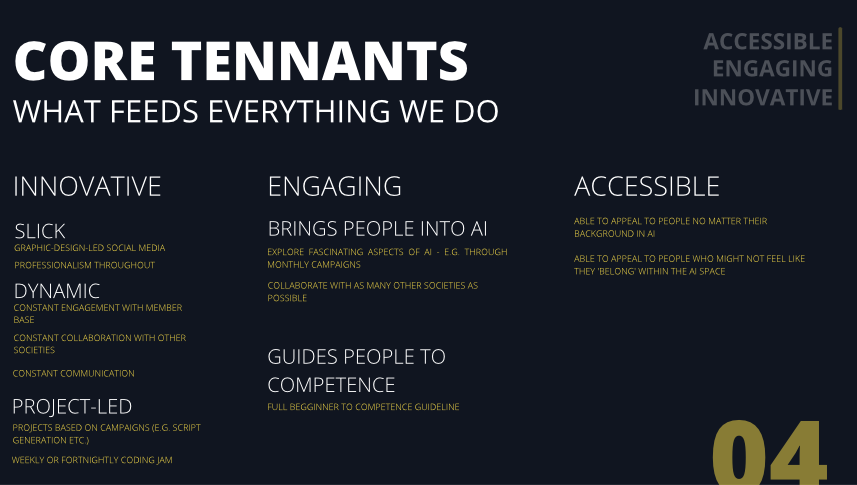 CORE TENNANTS
WHAT FEEDS EVERYTHING WE DO
ACCESSIBLE
ENGAGING
INNOVATIVE
INNOVATIVE
SLICK
GRAPHIC-DESIGN-LED SOCIAL MEDIA
PROFESSIONALISM THROUGHOUT
DYNAMIC
CONSTANT ENGAGEMENT WITH MEMBER
BASE
CONSTANT COLLABORATION WITH OTHER
SOCIETIES
CONSTANT COMMUNICATION
PROJECT-LED
PROJECTS BASED ON CAMPAIGNS (E.G. SCRIPT
GENERATION ETC.)
WEEKLY OR FORTNIGHTLY CODING JAM
ENGAGING
BRINGS PEOPLE INTO AI
EXPLORE FASCINATING ASPECTS OF AI - E.G. THROUGH
MONTHLY CAMPAIGNS
COLLABORATE WITH AS MANY OTHER SOCIETIES AS
POSSIBLE
GUIDES PEOPLE TO
COMPETENCE
FULL BEGGINNER TO COMPETENCE GUIDELINE
ACCESSIBLE
ABLE TO APPEAL TO PEOPLE NO MATTER THEIR
BACKGROUND IN AI
ABLE TO APPEAL TO PEOPLE WHO MIGHT NOT FEEL LIKE
THEY 'BELONG' WITHIN THE AI SPACE
04